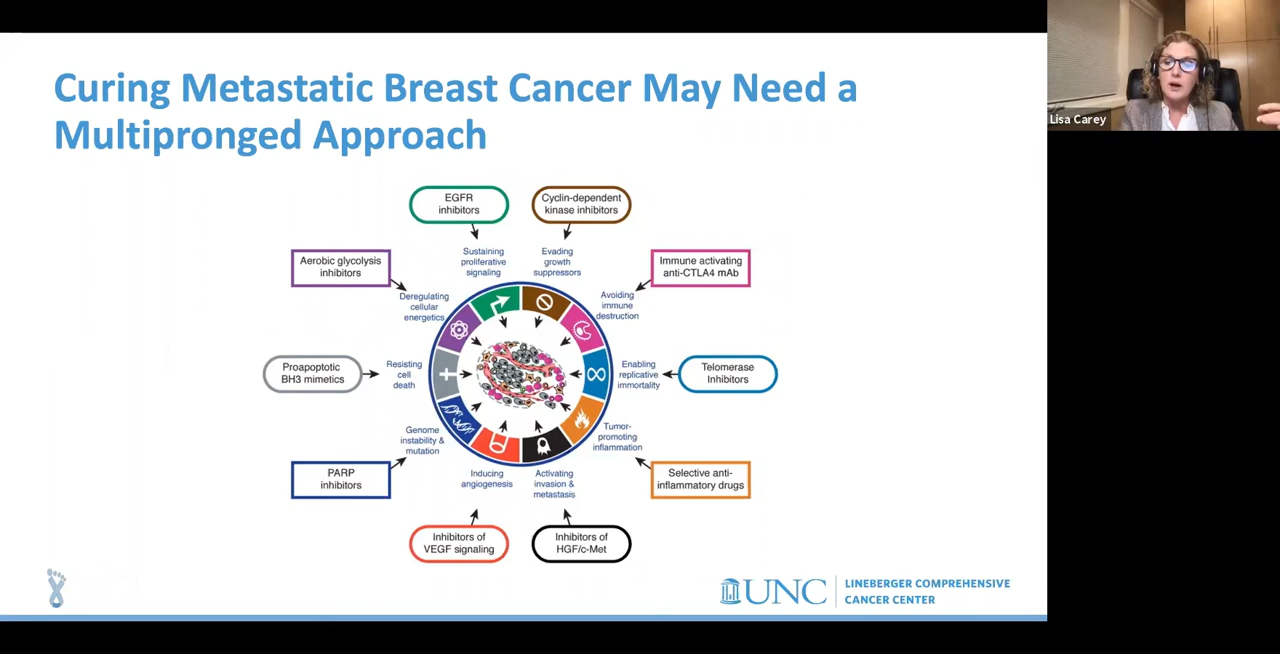 Curing Metastatic Breast Cancer May Need a
Multipronged Approach
Lisa Carey
EGFR
inhibitors
Cyclin-dependent
kinase inhibitors
Sustaining
proliferative
signaling
Evading
growth
suppressors
Aerobic glycolysis
inhibitors
Immune activating
anti-CTLA4 mAb
Deregulating
cellular
energetics
Avoiding
immune
destruction
Proapoptotic
BH3 mimetics
Resisting
cell
death
Enabling
replicative
immortality
Telomerase
Inhibitors
Genome
instability &
mutation
Tumor-
promoting
inflammation
PARP
inhibitors
Inducing
angiogenesis
Activating
invasion &
metastasis
Selective anti-
inflammatory drugs
Inhibitors of
VEGF signaling
Inhibitors of
HGF/c-Met
UNC
LINEBERGER COMPREHENSIVE
CANCER CENTER